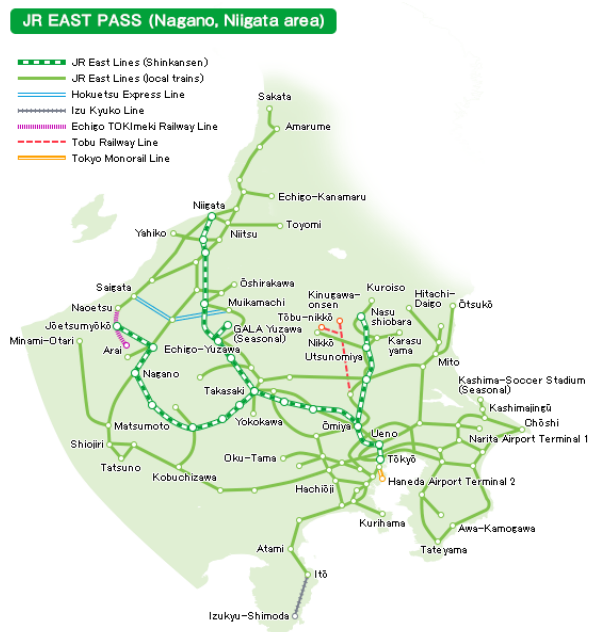 JR EAST PASS (Nagano, Niigata area)
JR East Lines (Shinkansen)
JR East Lines (local trains)
Hokuetsu Express Line
Izu Kyuko Line
Echigo TOKImeki Railway Line
Tobu Railway Line
Tokyo Monorail Line
Sakata
Amarume
Echigo-Kanamaru
Niigata
Toyomi
Yahiko
Niitsu
Saigata
Ōshirakawa
Naoetsu
Muikamachi
Kinugawa-
onsen
Kuroiso
Hitachi-
Daigo
Ōtsukō
Jōetsumyōkō
Tōbu-nikkō
Nasu
shiobara
Minami-Otari
GALA Yuzawa
(Seasonal)
Nikkō
Karasu
yama
Arai
Echigo-Yuzawa
Utsunomiya
Mito
Nagano
Takasaki
Kashima-Soccer Stadium
(Seasonal)
Kashimajingū
Yokokawa
Matsumoto
Ōmiya
Ueno
Chōshi
Shiojiri
Narita Airport Terminal 1
Tatsuno
Oku-Tama
Tōkyō
Kobuchizawa
Hachiōji
Haneda Airport Terminal 2
Kurihama
Awa-Kamogawa
Atami
Tateyama
Itō
Izukyu-Shimoda